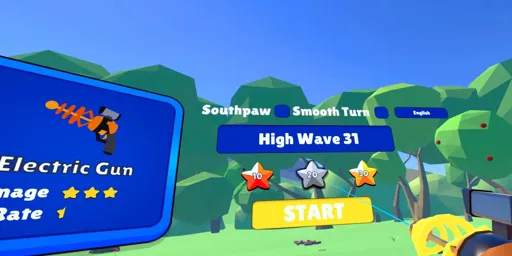 Southpaw Smooth Turn English
High Wave 31
10 20 30
START
Electric Gun
mage
Rate